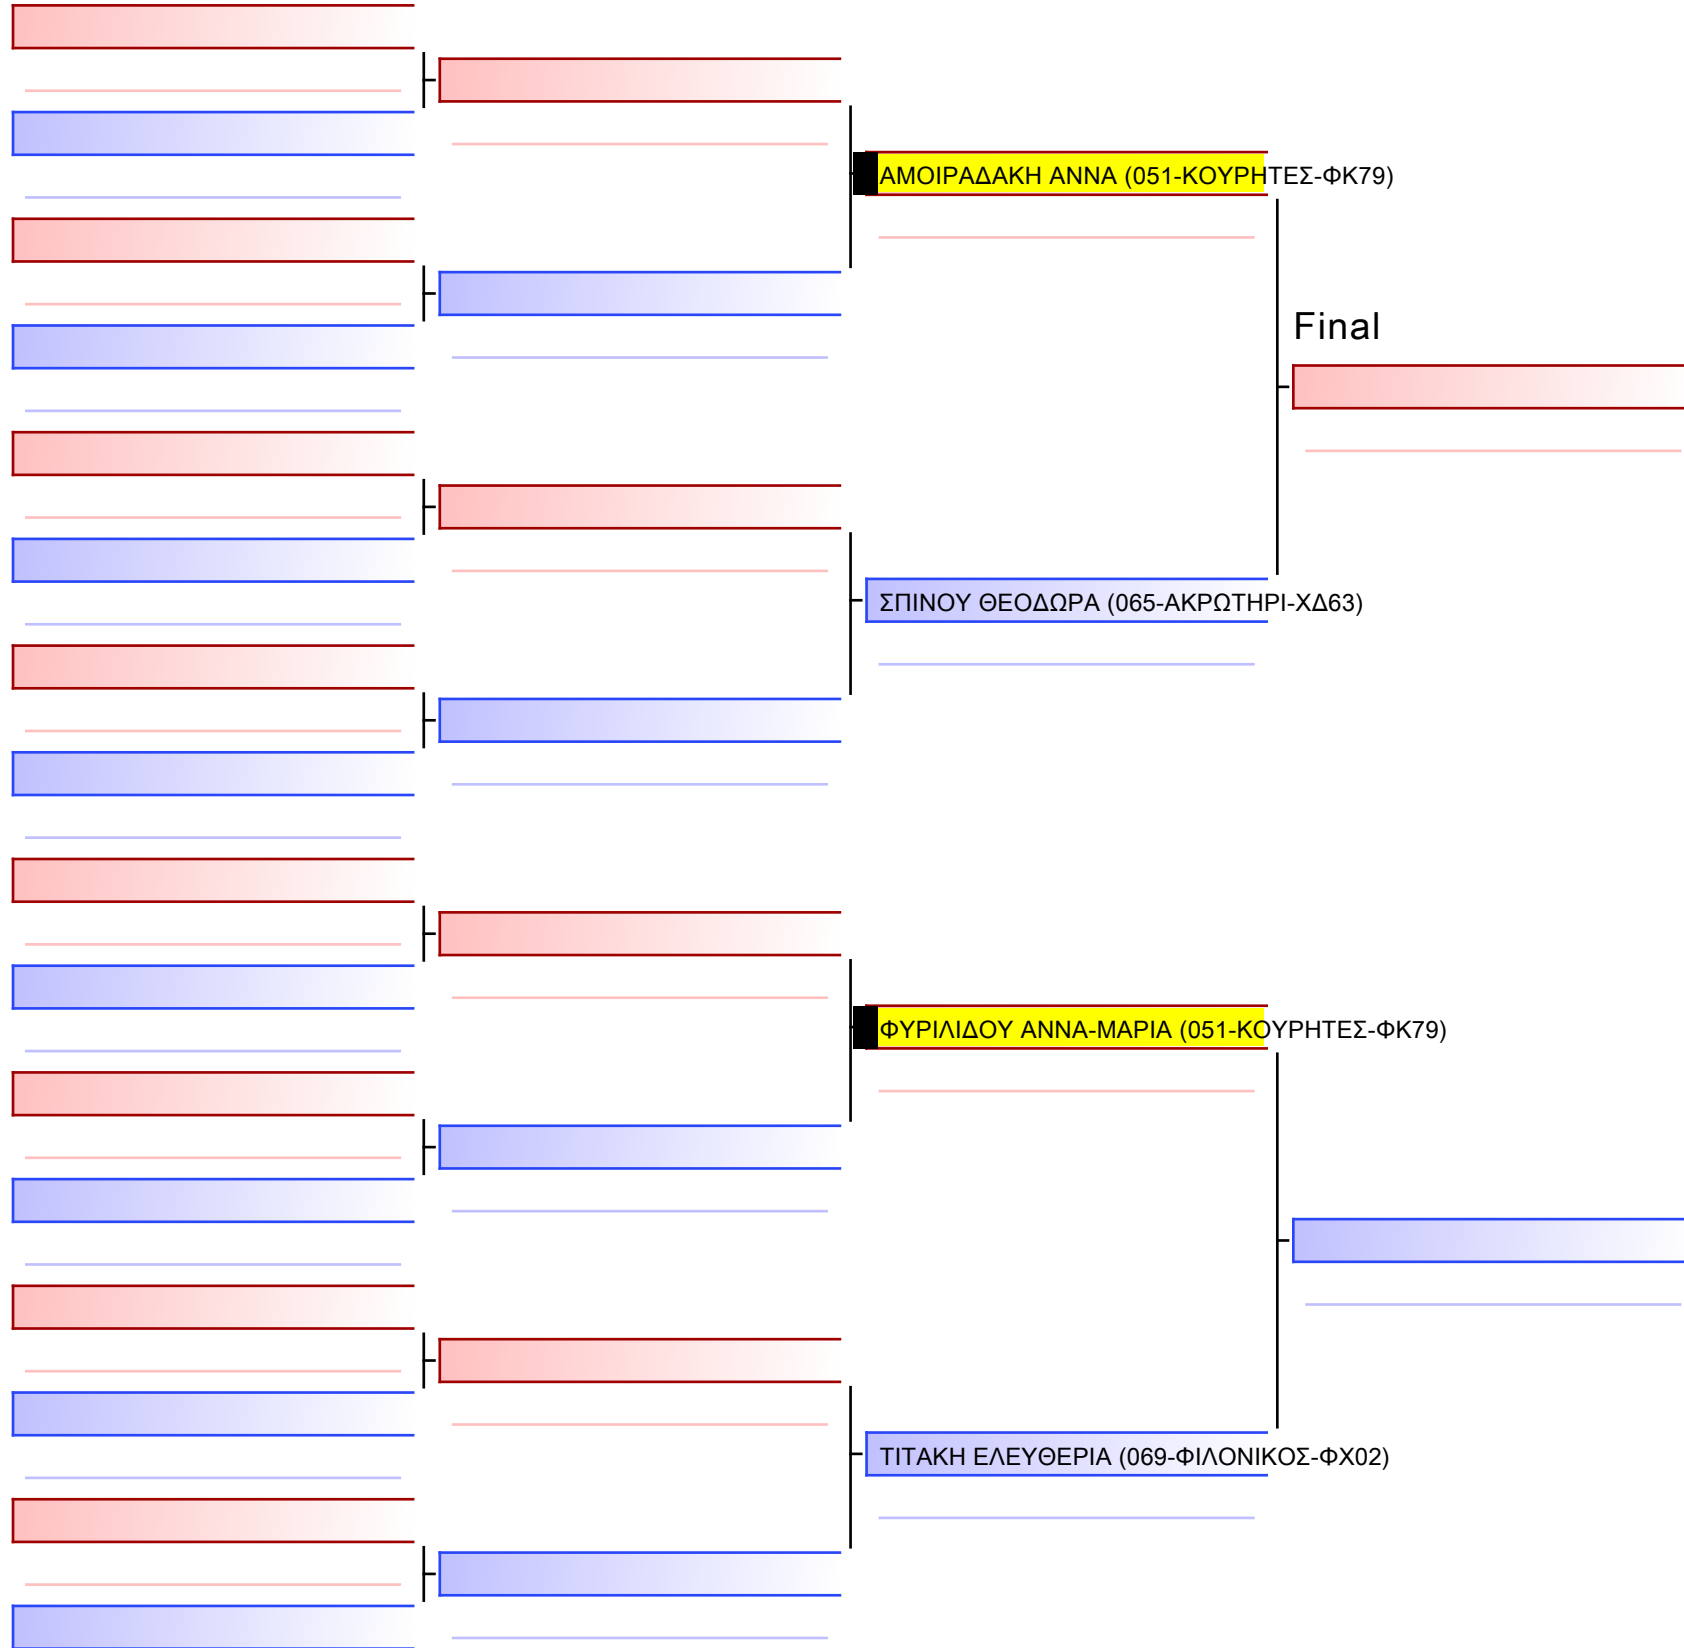 ΑΜΟΙΡΑΔΑΚΗ ΑΝΝΑ (051-ΚΟΥΡΗΤΕΣ-ΦΚ79)
Final
ΣΠΙΝΟΥ ΘΕΟΔΩΡΑ (065-ΑΚΡΩΤΗΡΙ-ΧΔ63)
ΦΥΡΙΛΙΔΟΥ ΑΝΝΑ-ΜΑΡΙΑ (051-ΚΟΥΡΗΤΕΣ-ΦΚ79)
ΤΙΤΑΚΗ ΕΛΕΥΘΕΡΙΑ (069-ΦΙΛΟΝΙΚΟΣ-ΦΧ02)